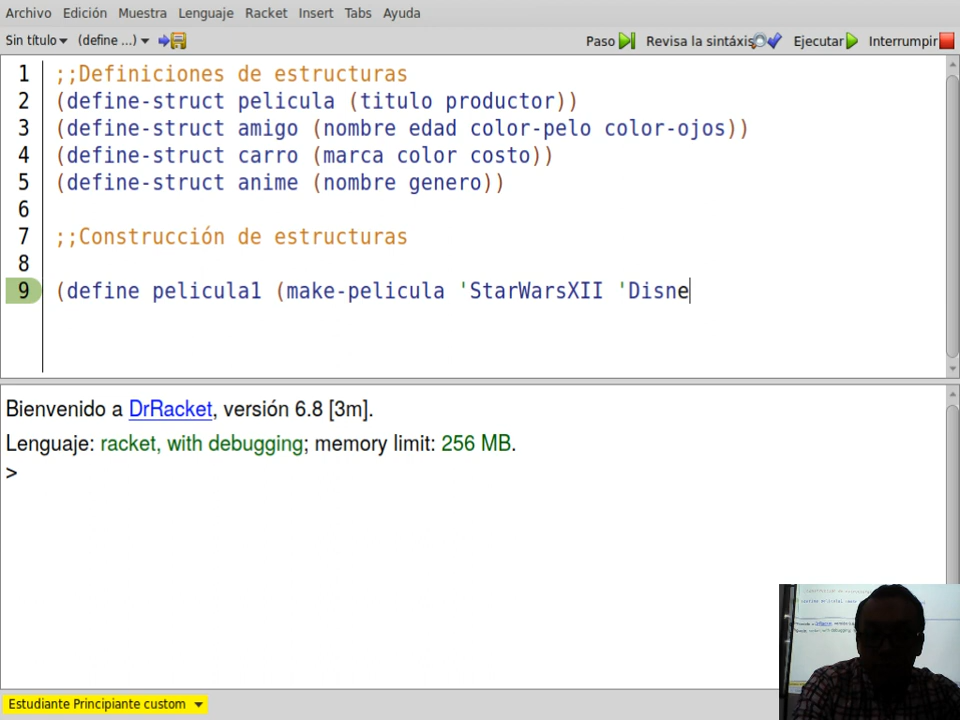 Archivo Edición Muestra Lenguaje Racket Insert Tabs Ayuda
Sin título (define ...) Paso Revisa la sintáxis Ejecutar Interrumpir
1 ;;Definiciones de estructuras
2 (define-struct pelicula (titulo productor))
3 (define-struct amigo (nombre edad color-pelo color-ojos))
4 (define-struct carro (marca color costo))
5 (define-struct anime (nombre genero))
6
7 ;;Construcción de estructuras
8
9 (define pelicula1 (make-pelicula 'StarWarsXII 'Disne
Bienvenido a DrRacket, versión 6.8 [3m].
Lenguaje: racket, with debugging; memory limit: 256 MB.
>
Estudiante Principiante custom